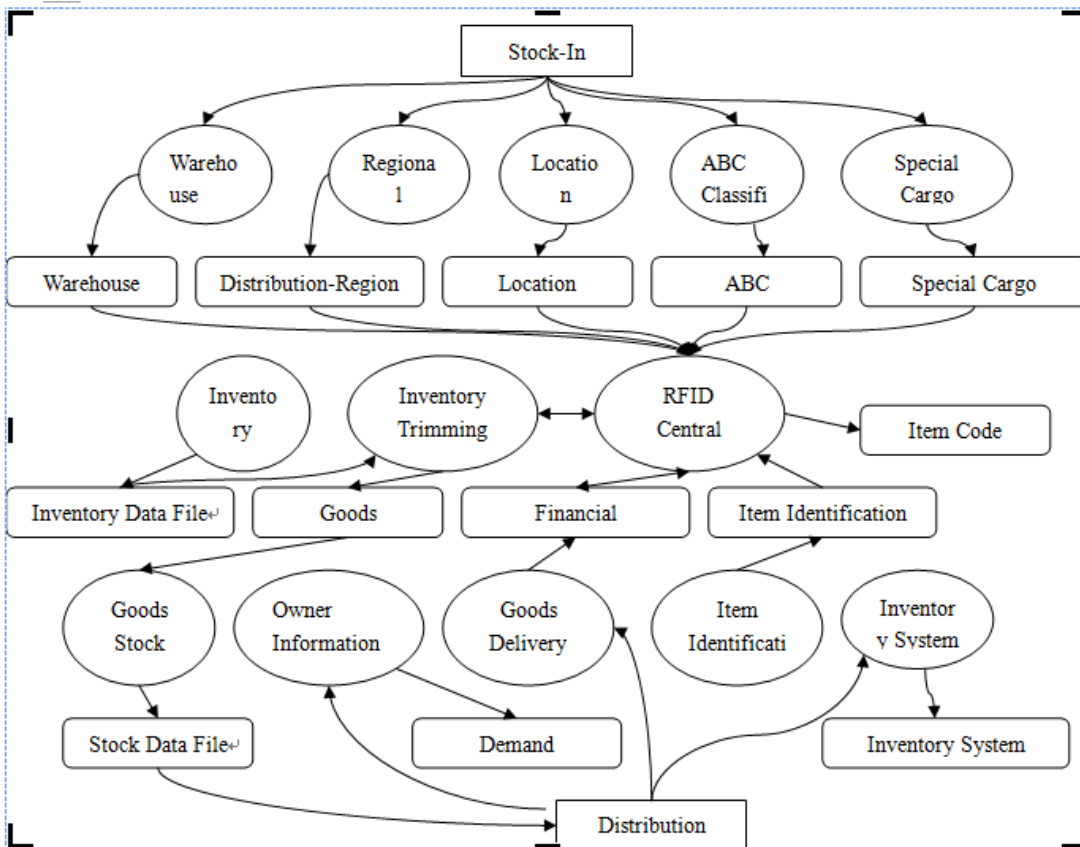 Stock-In
Wareho
use
Regiona
l
Locatio
n
ABC
Classifi
Special
Cargo
Warehouse
Distribution-Region
Location
ABC
Special Cargo
Invento
ry
Inventory
Trimming
RFID
Central
Item Code
Inventory Data File↵
Goods
Financial
Item Identification
Goods
Stock
Owner
Information
Goods
Delivery
Item
Identificati
Inventor
y System
Stock Data File↵
Demand
Inventory System
Distribution